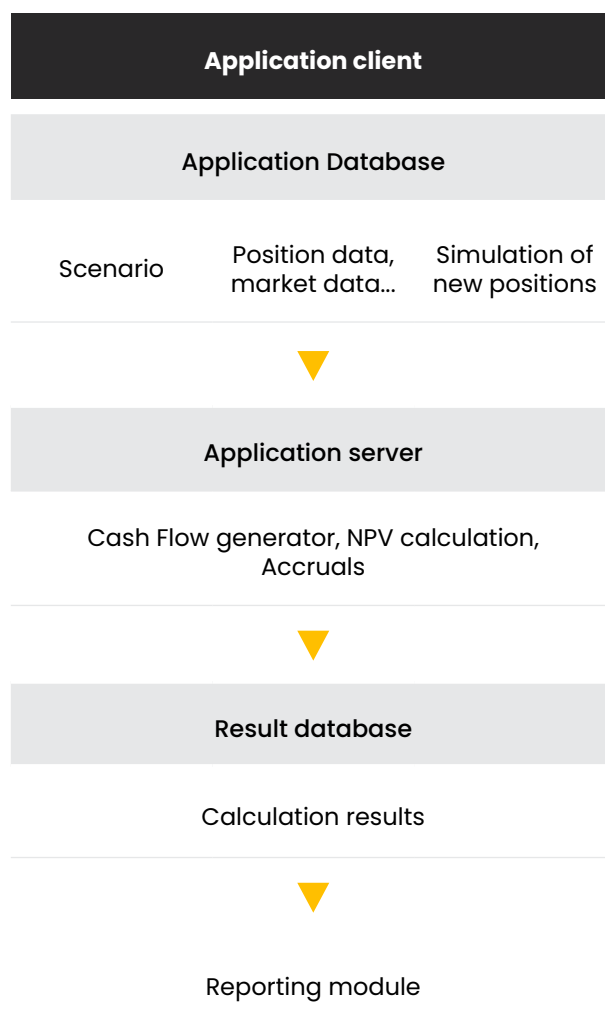 Application client
Application Database
Scenario
Position data,
market data...
Simulation of
new positions
Application server
Cash Flow generator, NPV calculation,
Accruals
Result database
Calculation results
Reporting module